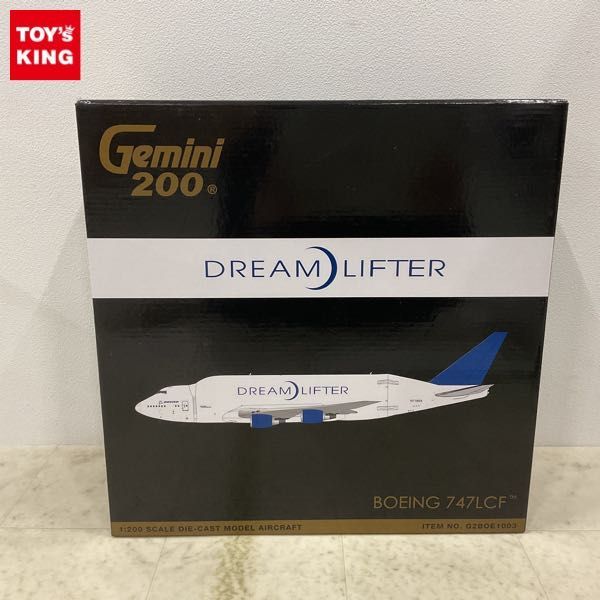 TOY'S
KING
Gemini
200®
DREAM LIFTER
DREAM LIFTER
BOEING
BOEING 747LCF™
1:200 SCALE DIE-CAST MODEL AIRCRAFT
ITEM NO. G2BOE1003